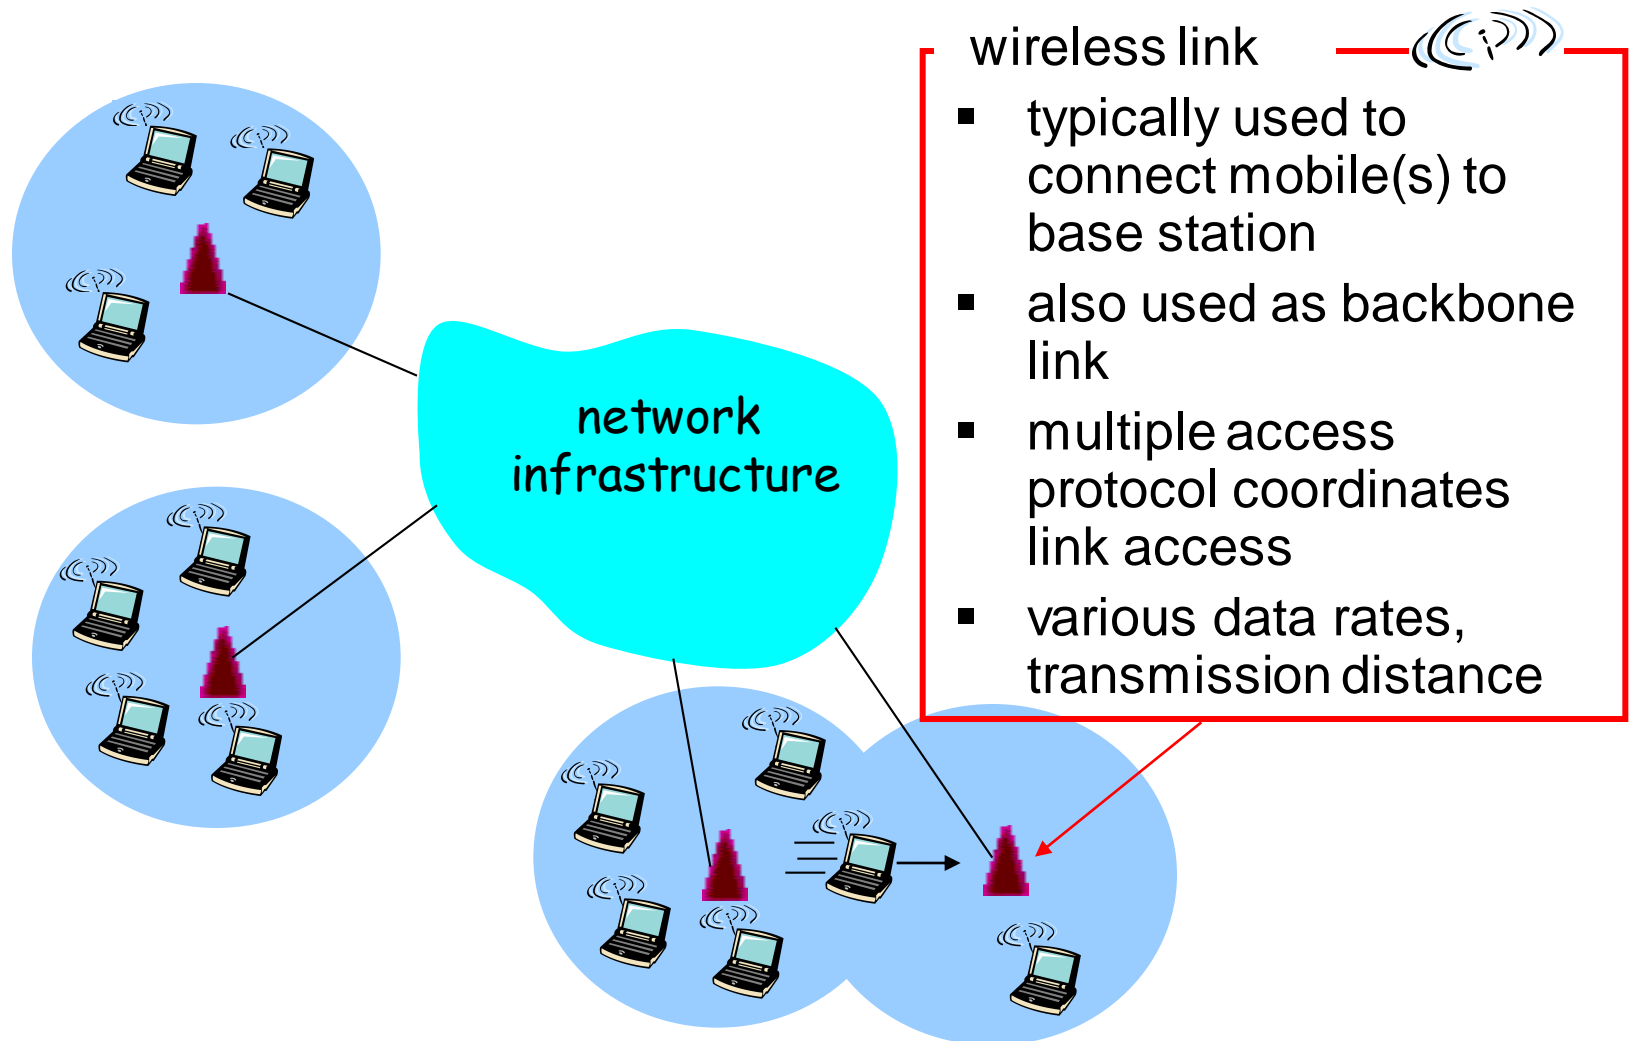 wireless link
▪ typically used to
connect mobile(s) to
base station
▪ also used as backbone
link
▪ multiple access
protocol coordinates
link access
▪ various data rates,
transmission distance
network
infrastructure